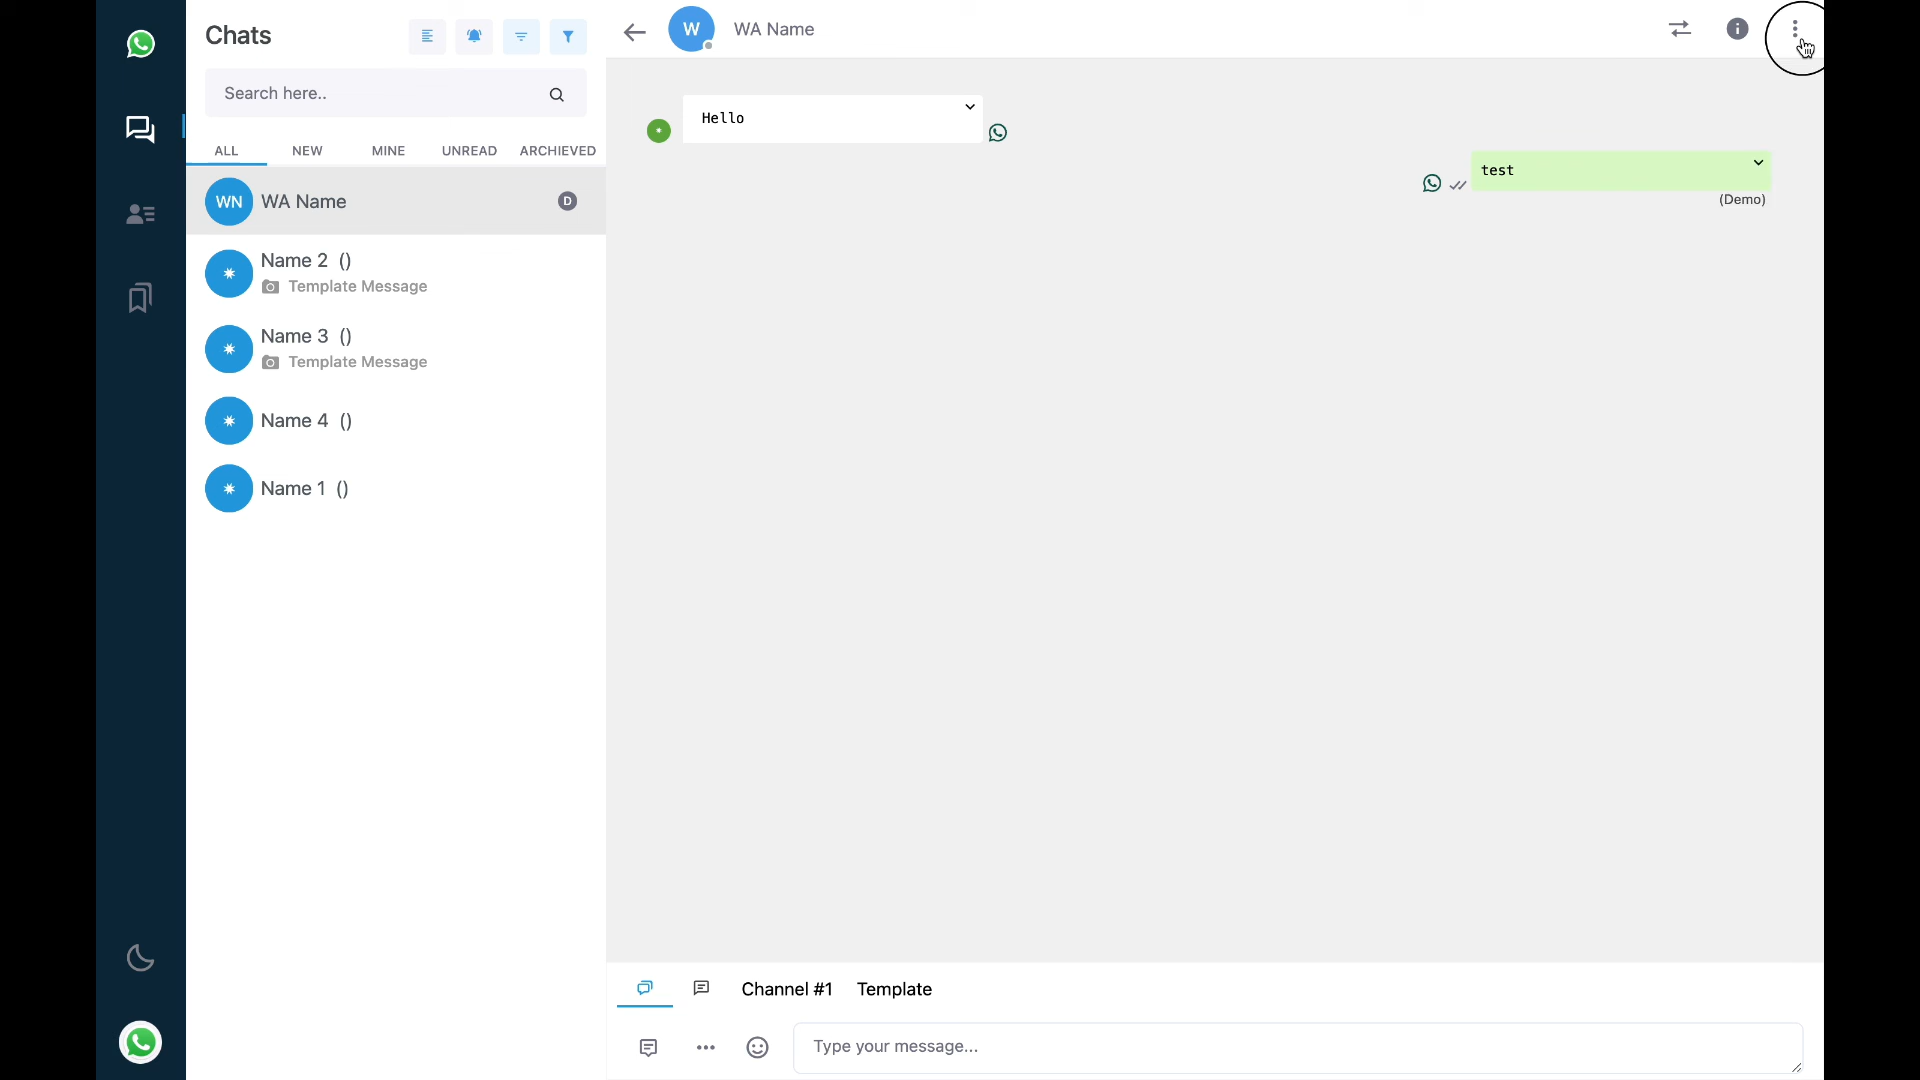 Chats
Search here..
ALL NEW MINE UNREAD ARCHIEVED
WN WA Name D
Name 2 ()
Template Message
Name 3 ()
Template Message
Name 4 ()
Name 1 ()
W WA Name
Hello
test
(Demo)
Channel #1 Template
Type your message...